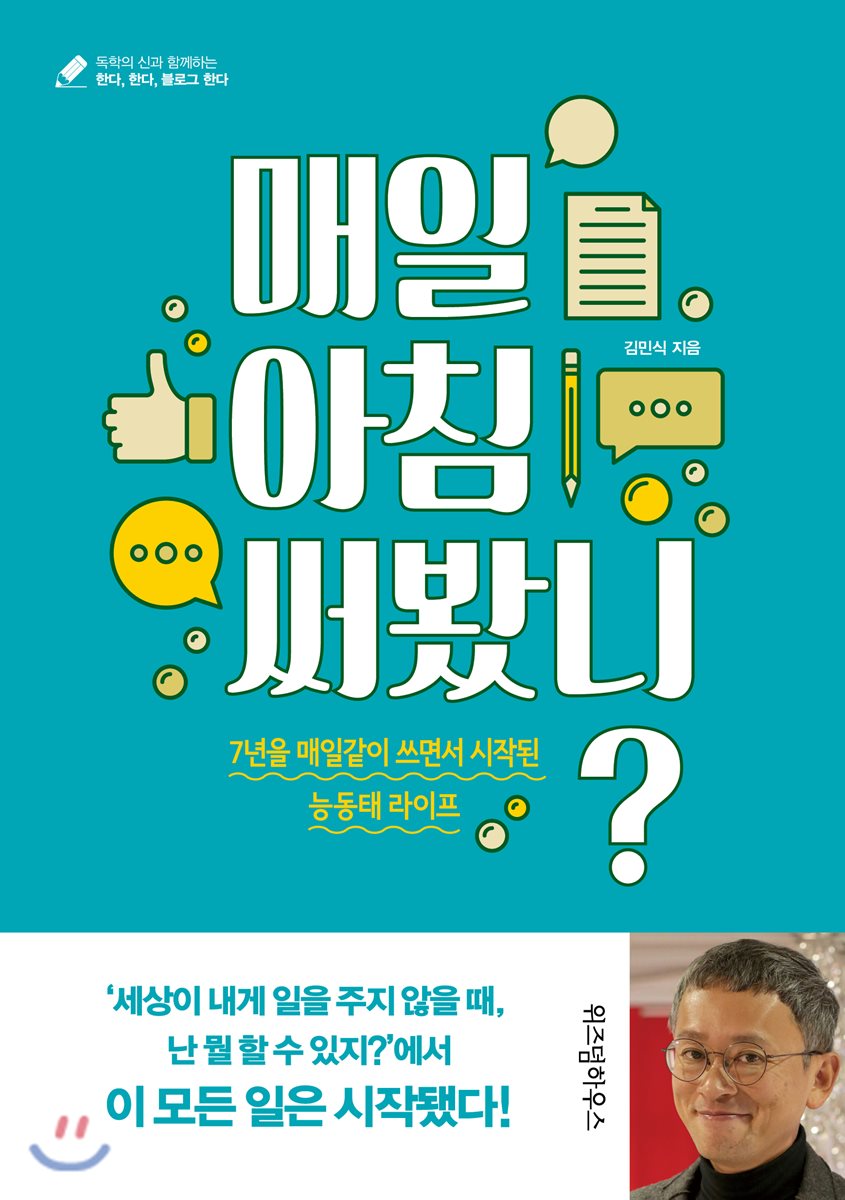 독학의 신과 함께하는
한다, 한다, 블로그 한다
매일
아침
써봤니
?
김민식 지음
7년을 매일같이 쓰면서 시작된
능동태 라이프
‘세상이 내게 일을 주지 않을 때,
난 뭘 할 수 있지?’에서
이 모든 일은 시작됐다!
위즈덤하우스